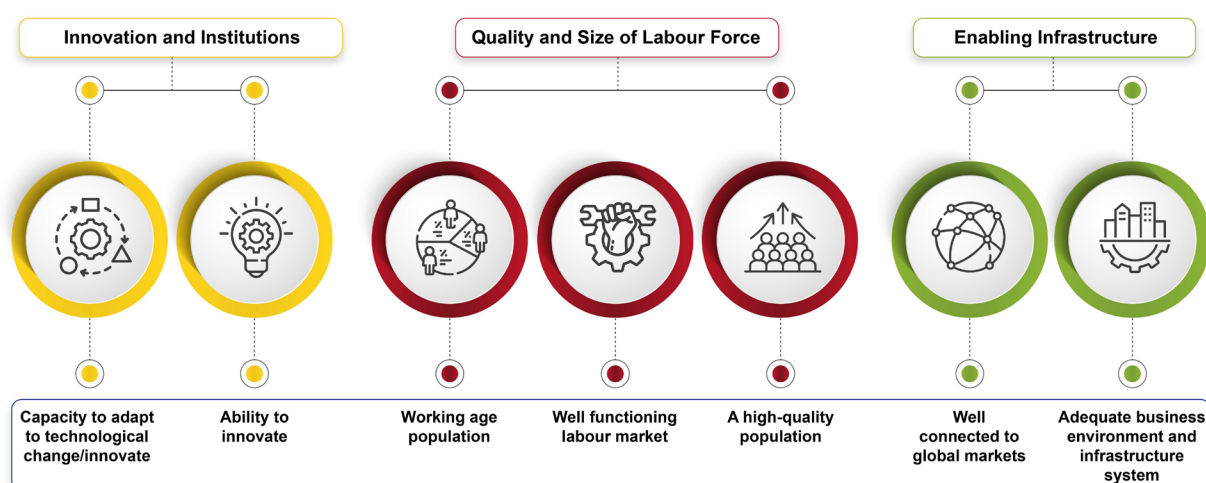 Innovation and Institutions
Quality and Size of Labour Force
Enabling Infrastructure
Capacity to adapt
to technological
change/innovate
Ability to
innovate
Working age
population
Well functioning
labour market
A high-quality
population
Well
connected to
global markets
Adequate business
environment and
infrastructure
system